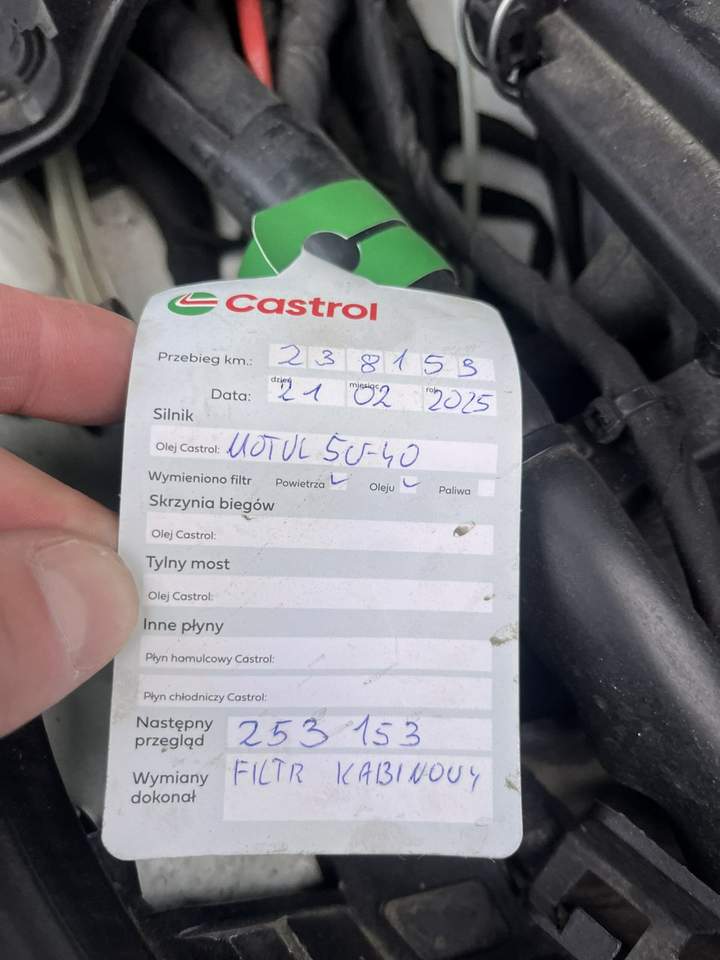 Castrol
Przebieg km.: 238153
dzień miesiąc rok
Data: 21 02 2025
Silnik
Olej Castrol: MOTUL 5W-40
Wymieniono filtr Powietrza ✓ Oleju ✓ Paliwa
Skrzynia biegów
Olej Castrol:
Tylny most
Olej Castrol:
Inne płyny
Płyn hamulcowy Castrol:
Płyn chłodniczy Castrol:
Następny przegląd 253 153
Wymiany dokonał FILTR KABINOWY